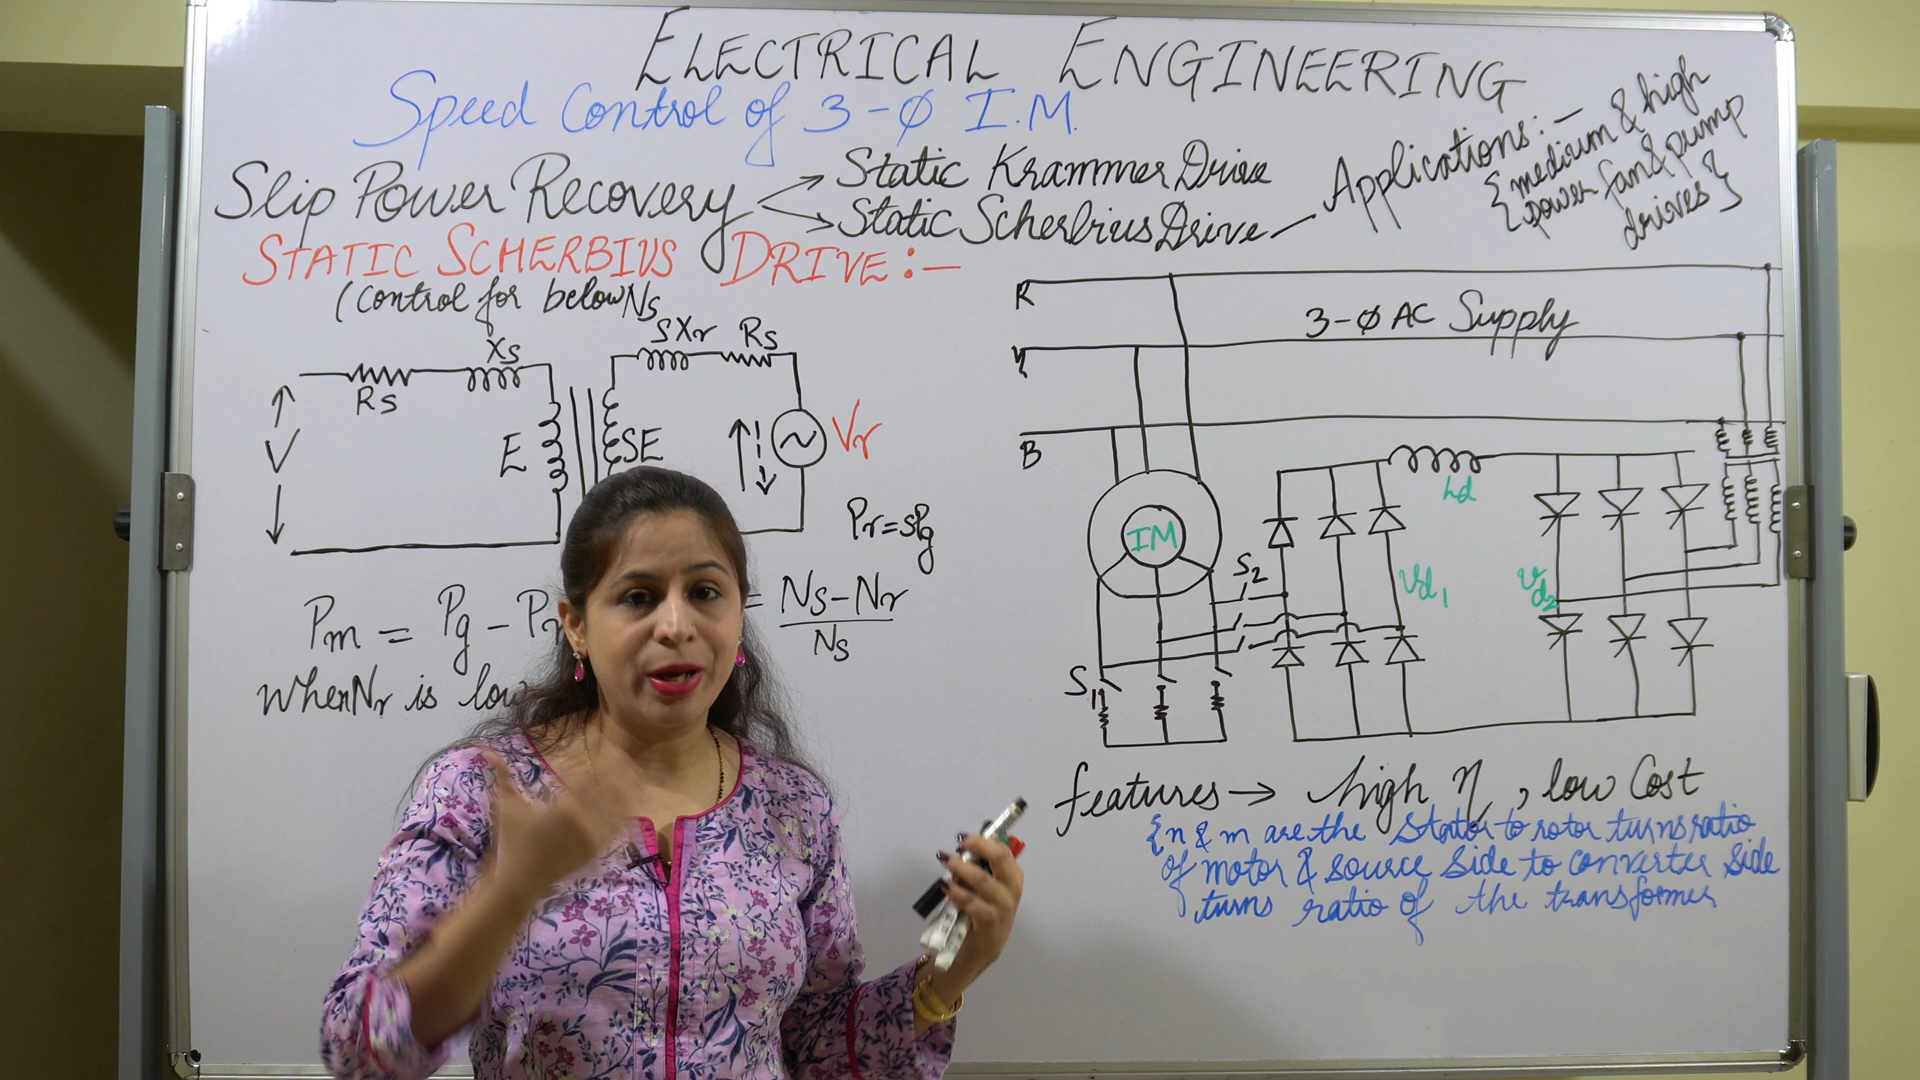 ELECTRICAL ENGINEERING
Speed Control of 3-Ø I.M.
Slip Power Recovery
Static Krammer Drive
Static Scherbius Drive
Applications:-
{medium & high
power fan & pump
drives}
STATIC SCHERBIUS DRIVE:-
(Control for below Ns
Rs
Xs
V
E
SE
SXr
Rs
Vr
Pr=sPg
Pm = Pg - Pr
= Ns-Nr
Ns
When Nr is low
R
Y
B
3-Ø AC Supply
IM
S1
S2
Ld
Vd1
Vd2
features → high η, low Cost
{n & m are the stator to rotor turns ratio
of motor & source side to converter side
turns ratio of the transformer